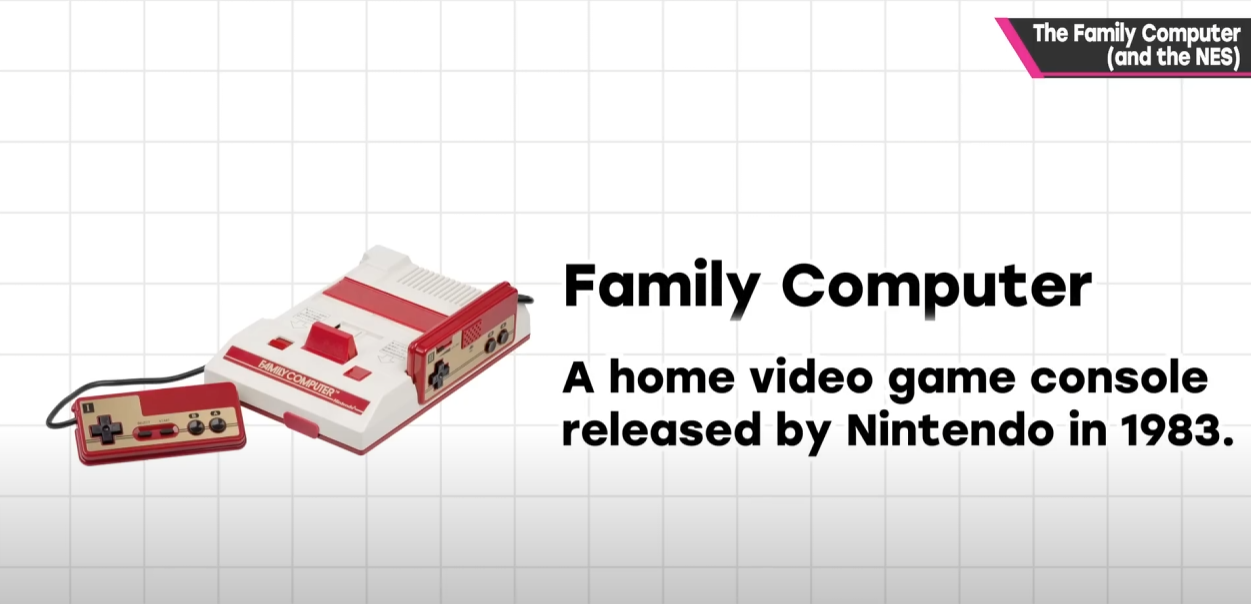 The Family Computer
(and the NES)
Family Computer
A home video game console
released by Nintendo in 1983.
FAMILY COMPUTER